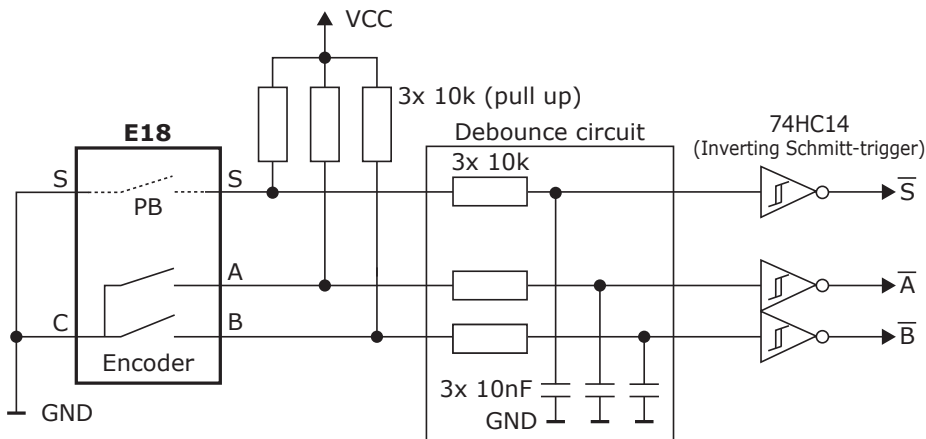 VCC
3x 10k (pull up)
E18
Debounce circuit
74HC14
(Inverting Schmitt-trigger)
3x 10k
S
S
PB
S̅
A
A̅
C
B
B̅
Encoder
3x 10nF
GND
GND